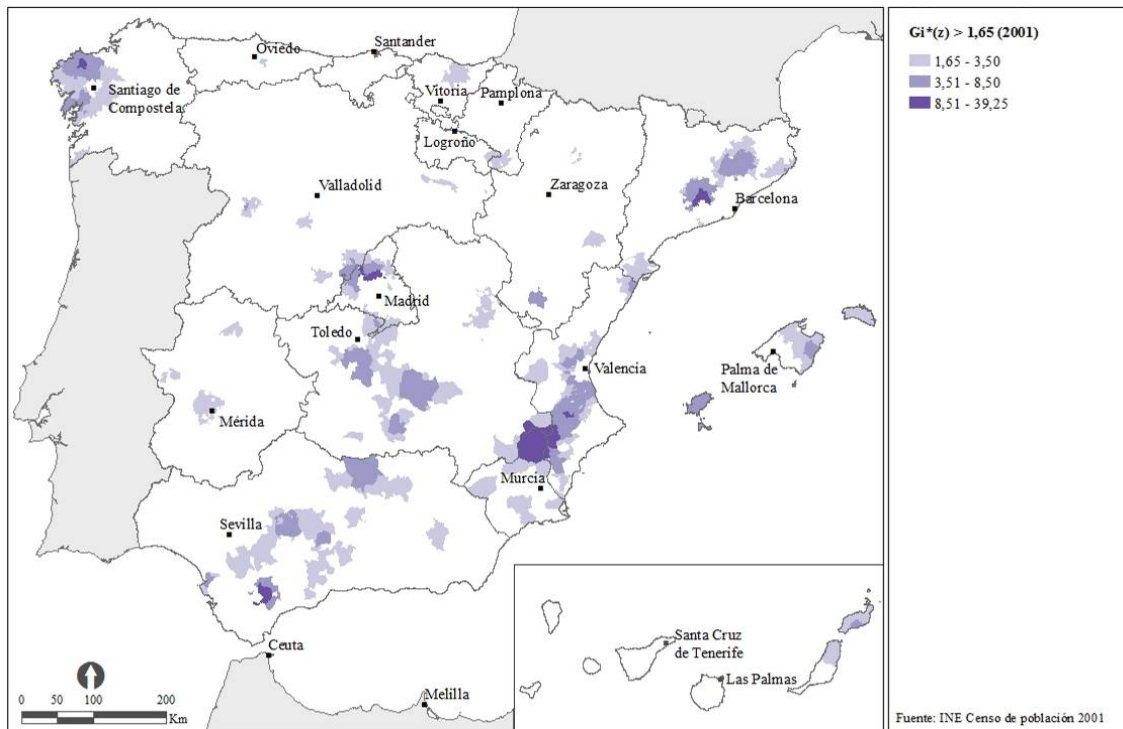 Oviedo
Santander
Santiago de
Compostela
Vitoria
Pamplona
Logroño
Valladolid
Zaragoza
Barcelona
Madrid
Toledo
Valencia
Palma de
Mallorca
Mérida
Murcia
Sevilla
Ceuta
Melilla
Santa Cruz
de Tenerife
Las Palmas
0 50 100 200
Km
Gi*(z) > 1,65 (2001)
1,65 - 3,50
3,51 - 8,50
8,51 - 39,25
Fuente: INE Censo de población 2001